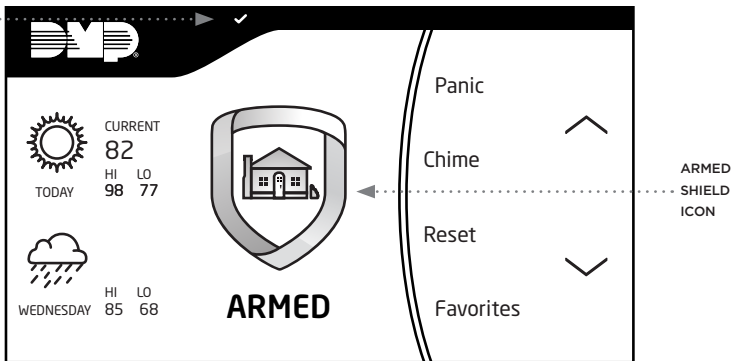 DMP
CURRENT
82
HI LO
98 77
TODAY
HI LO
85 68
WEDNESDAY
ARMED
Panic
Chime
Reset
Favorites
ARMED
SHIELD
ICON